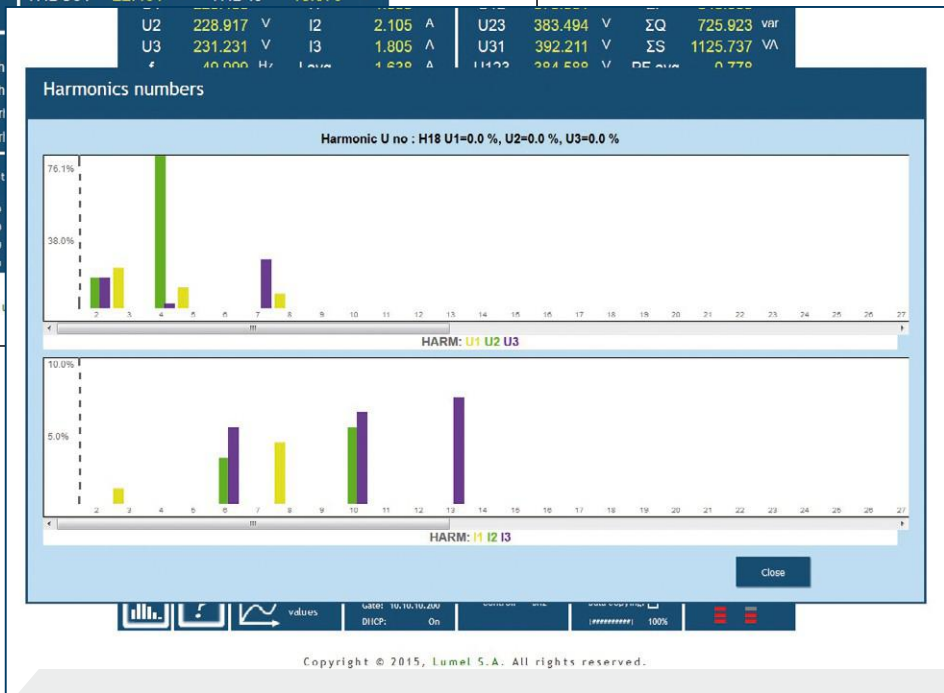 U2 228.917 V I2 2.105 A U23 383.494 V ΣQ 725.923 var
U3 231.231 V I3 1.805 A U31 392.211 V ΣS 1125.737 VA
Harmonics numbers
Harmonic U no : H18 U1=0.0 %, U2=0.0 %, U3=0.0 %
76.1%
38.0%
2 3 4 5 6 7 8 9 10 11 12 13 14 15 16 17 18 19 20 21 22 23 24 25 26 27
HARM: U1 U2 U3
10.0%
5.0%
2 3 4 5 6 7 8 9 10 11 12 13 14 15 16 17 18 19 20 21 22 23 24 25 26 27
HARM: I1 I2 I3
Close
?
values
Gate: 10.10.10.200
DHCP: On
[##########] 100%
Copyright © 2015, Lumel S.A. All rights reserved.